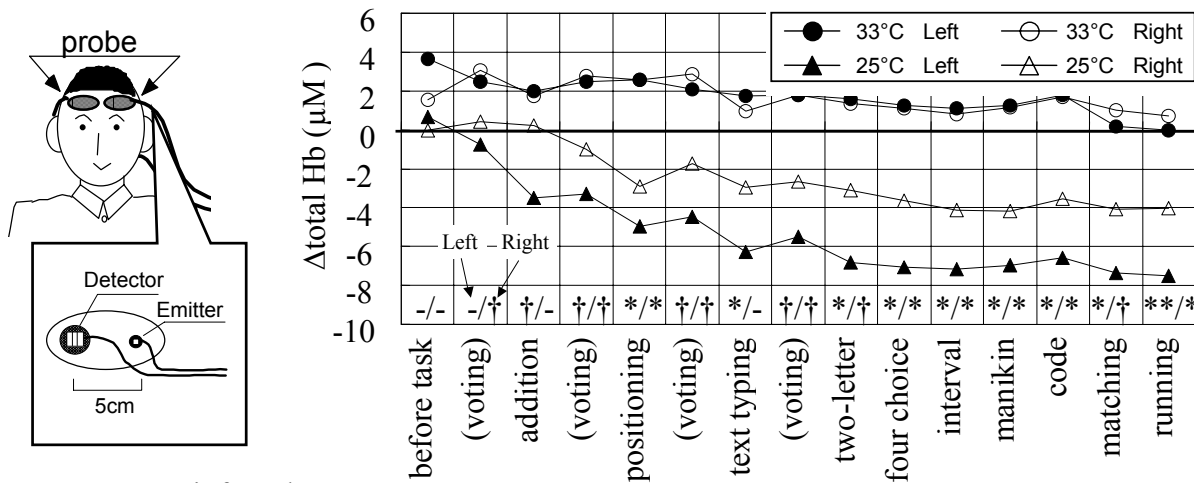 probe
Detector
Emitter
5cm
Δtotal Hb (µM)
6
4
2
0
-2
-4
-6
-8
-10
33°C Left
33°C Right
25°C Left
25°C Right
Left
Right
-/-
-/†
†/-
†/†
*/*
†/†
*/-
†/†
*/†
*/*
*/*
*/*
*/*
*/†
**/*
before task
(voting)
addition
(voting)
positioning
(voting)
text typing
(voting)
two-letter
four choice
interval
manikin
code
matching
running